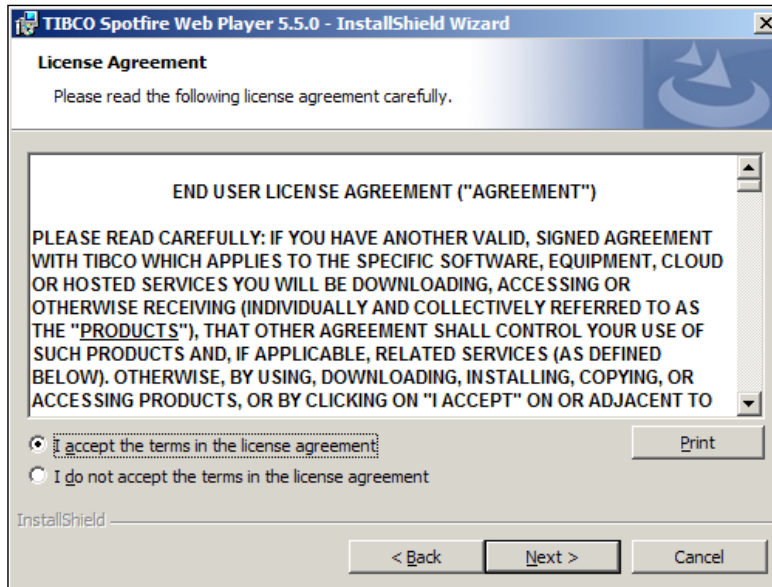 TIBCO Spotfire Web Player 5.5.0 - InstallShield Wizard
License Agreement
Please read the following license agreement carefully.
END USER LICENSE AGREEMENT ("AGREEMENT")
PLEASE READ CAREFULLY: IF YOU HAVE ANOTHER VALID, SIGNED AGREEMENT
WITH TIBCO WHICH APPLIES TO THE SPECIFIC SOFTWARE, EQUIPMENT, CLOUD
OR HOSTED SERVICES YOU WILL BE DOWNLOADING, ACCESSING OR
OTHERWISE RECEIVING (INDIVIDUALLY AND COLLECTIVELY REFERRED TO AS
THE "PRODUCTS"), THAT OTHER AGREEMENT SHALL CONTROL YOUR USE OF
SUCH PRODUCTS AND, IF APPLICABLE, RELATED SERVICES (AS DEFINED
BELOW). OTHERWISE, BY USING, DOWNLOADING, INSTALLING, COPYING, OR
ACCESSING PRODUCTS, OR BY CLICKING ON "I ACCEPT" ON OR ADJACENT TO
I accept the terms in the license agreement
Print
I do not accept the terms in the license agreement
InstallShield
< Back
Next >
Cancel